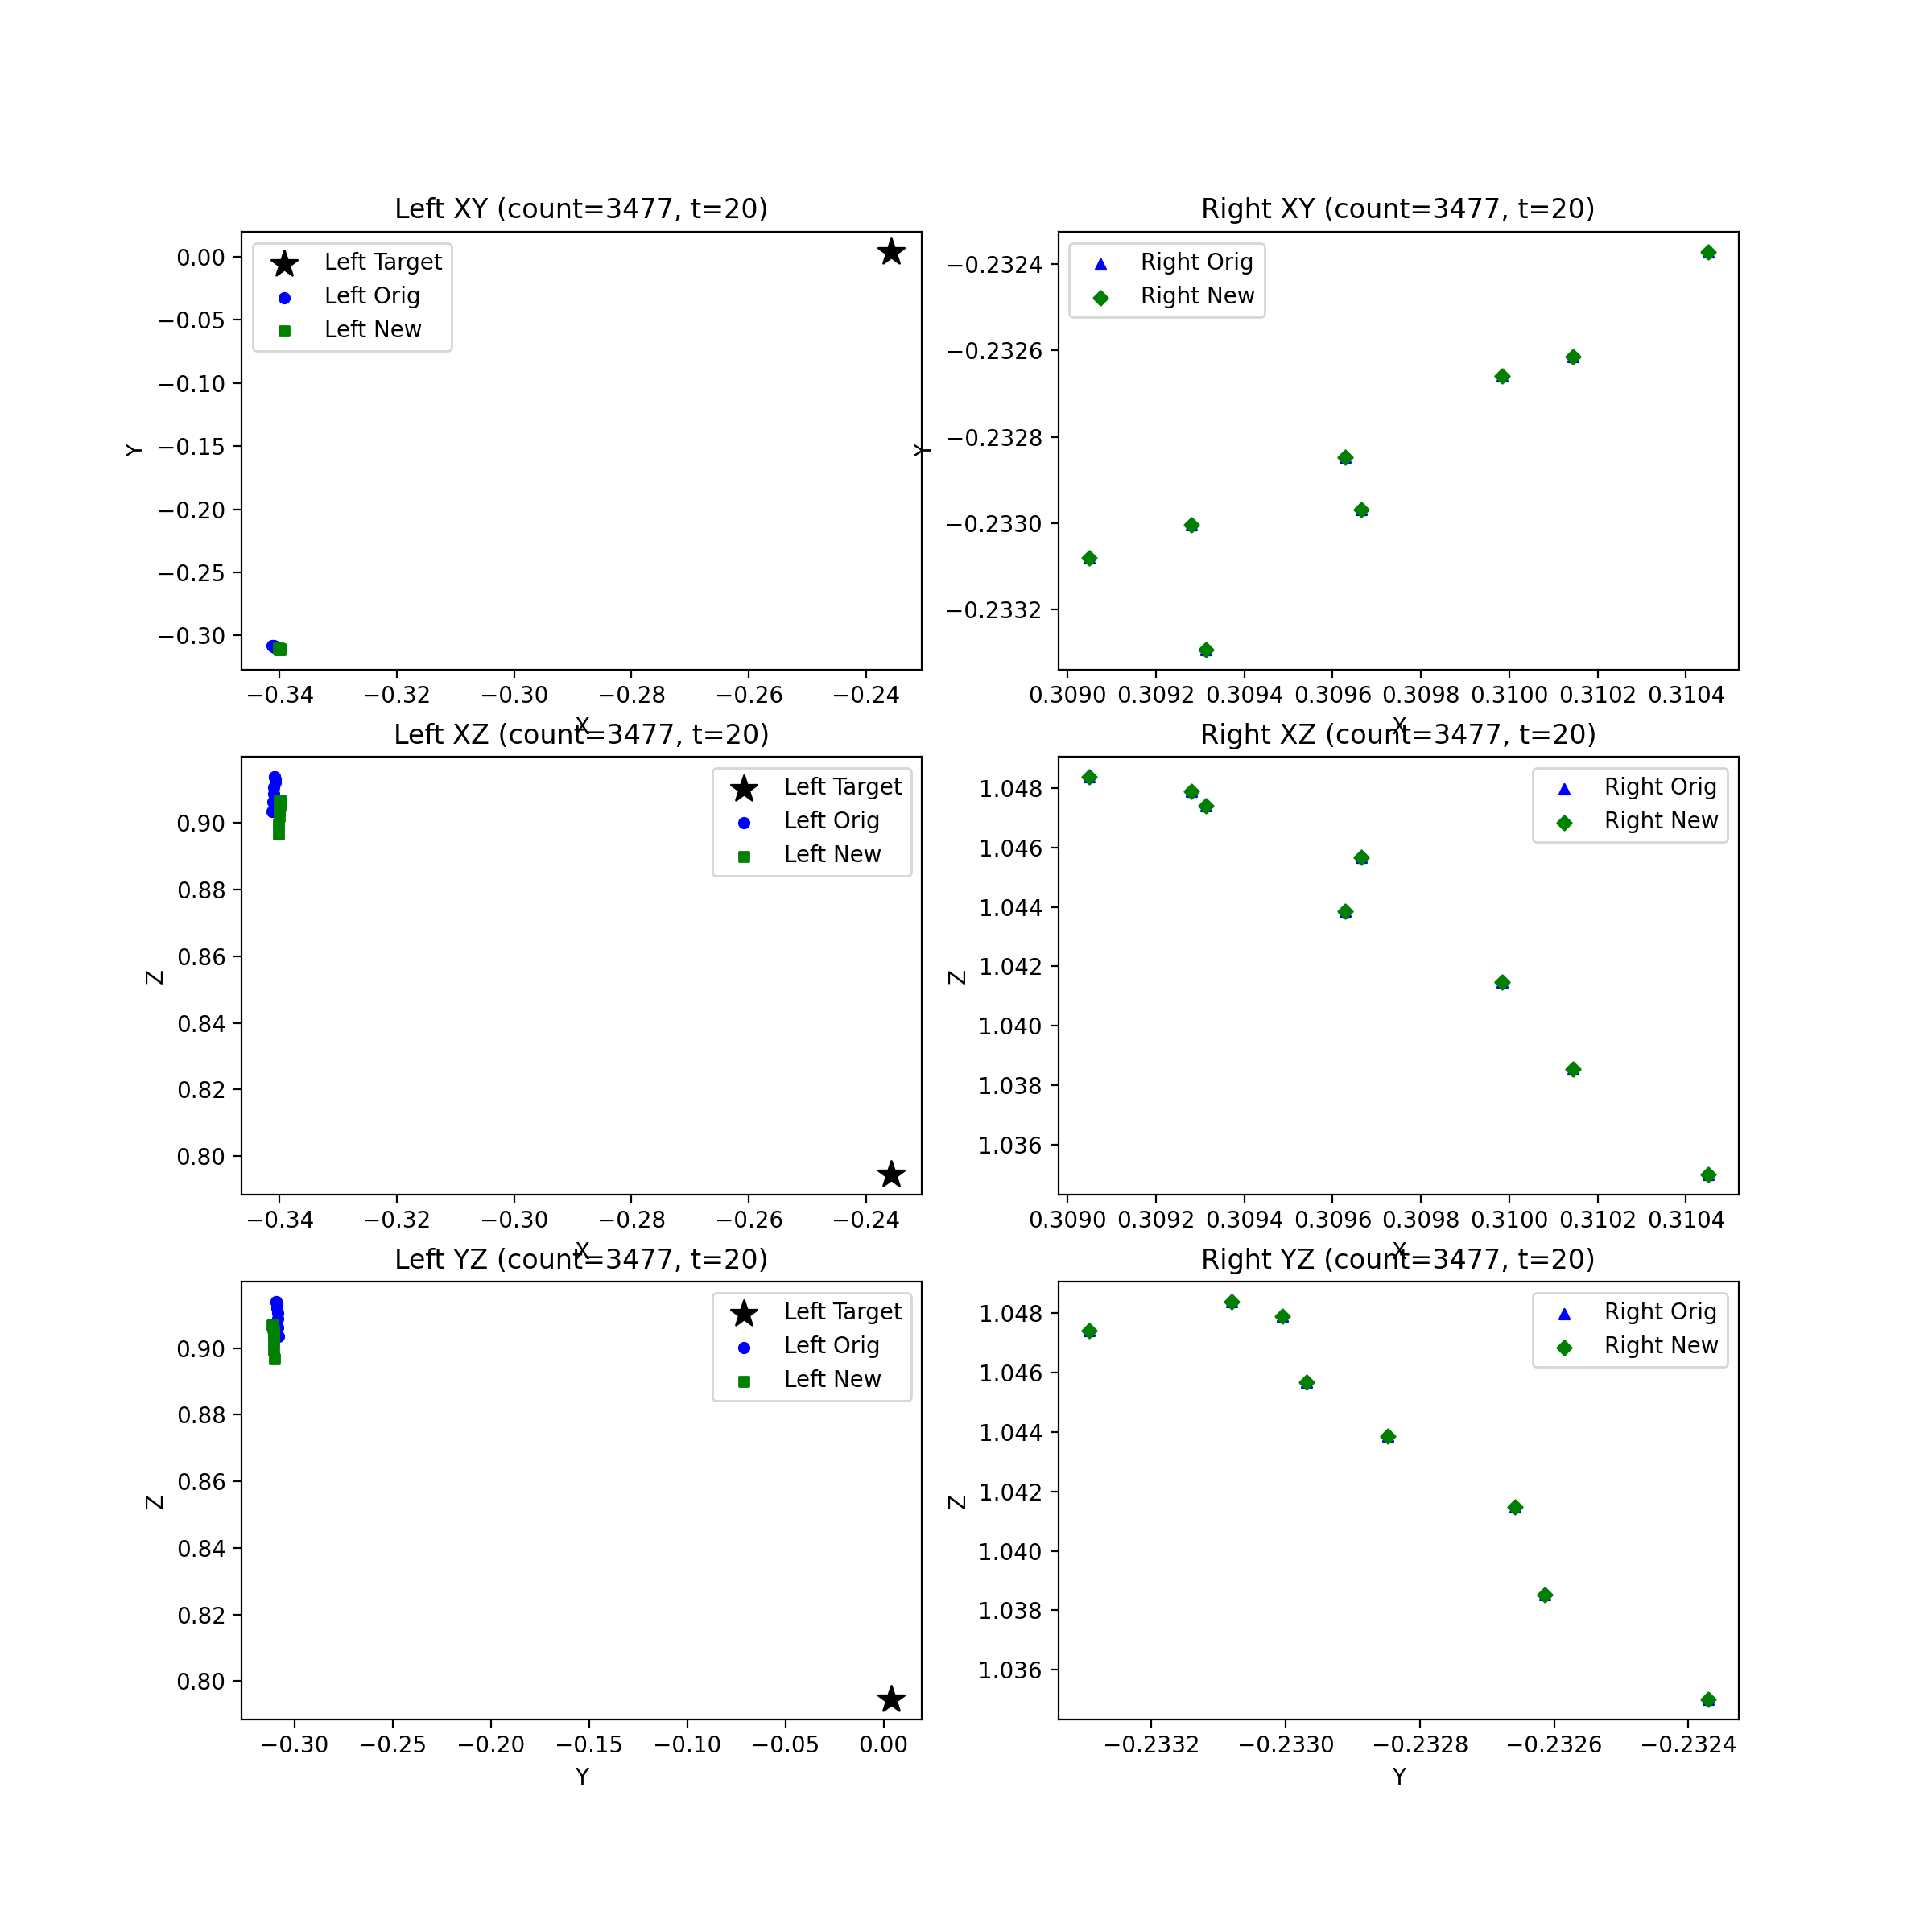 Left XY (count=3477, t=20)
Left Target
Left Orig
Left New
0.00
−0.05
−0.10
−0.15
−0.20
−0.25
−0.30
Y
−0.34 −0.32 −0.30 −0.28 −0.26 −0.24
X
Right XY (count=3477, t=20)
Right Orig
Right New
−0.2324
−0.2326
−0.2328
−0.2330
−0.2332
Y
0.3090 0.3092 0.3094 0.3096 0.3098 0.3100 0.3102 0.3104
X
Left XZ (count=3477, t=20)
Left Target
Left Orig
Left New
0.90
0.88
0.86
0.84
0.82
0.80
Z
−0.34 −0.32 −0.30 −0.28 −0.26 −0.24
X
Right XZ (count=3477, t=20)
Right Orig
Right New
1.048
1.046
1.044
1.042
1.040
1.038
1.036
Z
0.3090 0.3092 0.3094 0.3096 0.3098 0.3100 0.3102 0.3104
X
Left YZ (count=3477, t=20)
Left Target
Left Orig
Left New
0.90
0.88
0.86
0.84
0.82
0.80
Z
−0.30 −0.25 −0.20 −0.15 −0.10 −0.05 0.00
Y
Right YZ (count=3477, t=20)
Right Orig
Right New
1.048
1.046
1.044
1.042
1.040
1.038
1.036
Z
−0.2332 −0.2330 −0.2328 −0.2326 −0.2324
Y